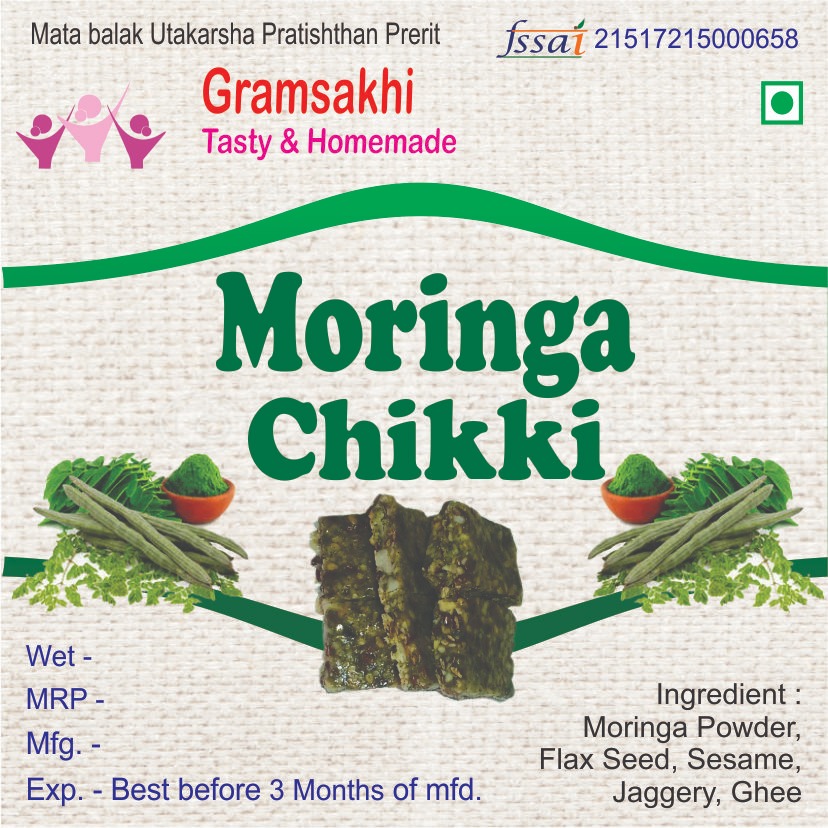 Mata balak Utakarsha Pratishthan Prerit
fssai 21517215000658
Gramsakhi
Tasty & Homemade
Moringa
Chikki
Wet -
MRP -
Mfg. -
Exp. - Best before 3 Months of mfd.
Ingredient :
Moringa Powder,
Flax Seed, Sesame,
Jaggery, Ghee